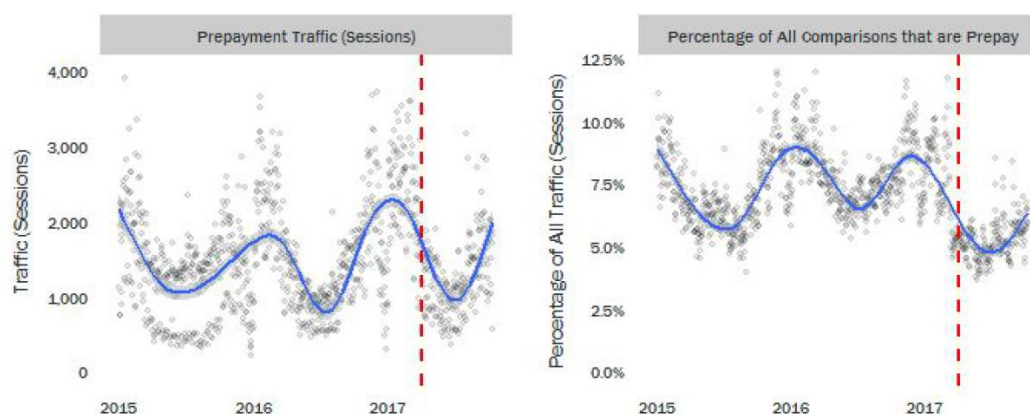 Prepayment Traffic (Sessions)
Traffic (Sessions)
4,000
3,000
2,000
1,000
0
2015 2016 2017
Percentage of All Comparisons that are Prepay
Percentage of All Traffic (Sessions)
12.5%
10.0%
7.5%
5.0%
2.5%
0.0%
2015 2016 2017